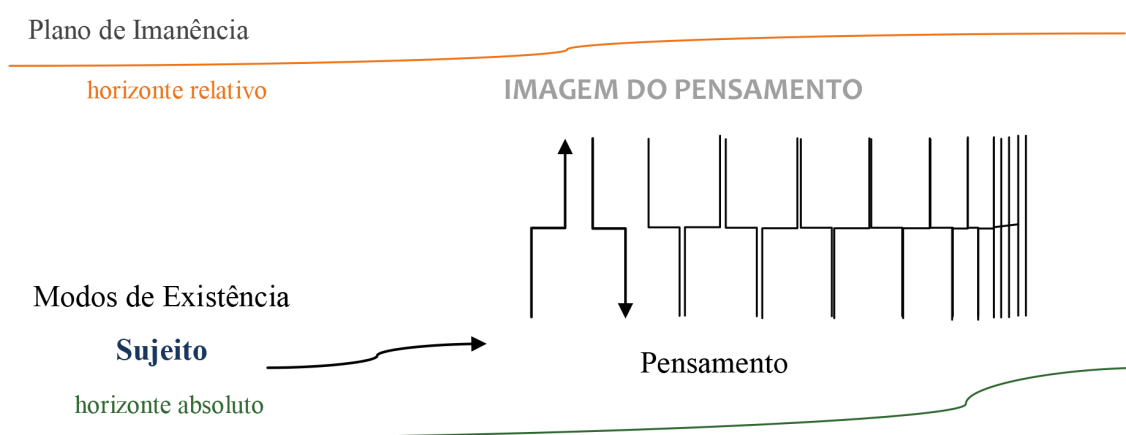 Plano de Imanência
horizonte relativo
IMAGEM DO PENSAMENTO
Modos de Existência
Sujeito
Pensamento
horizonte absoluto